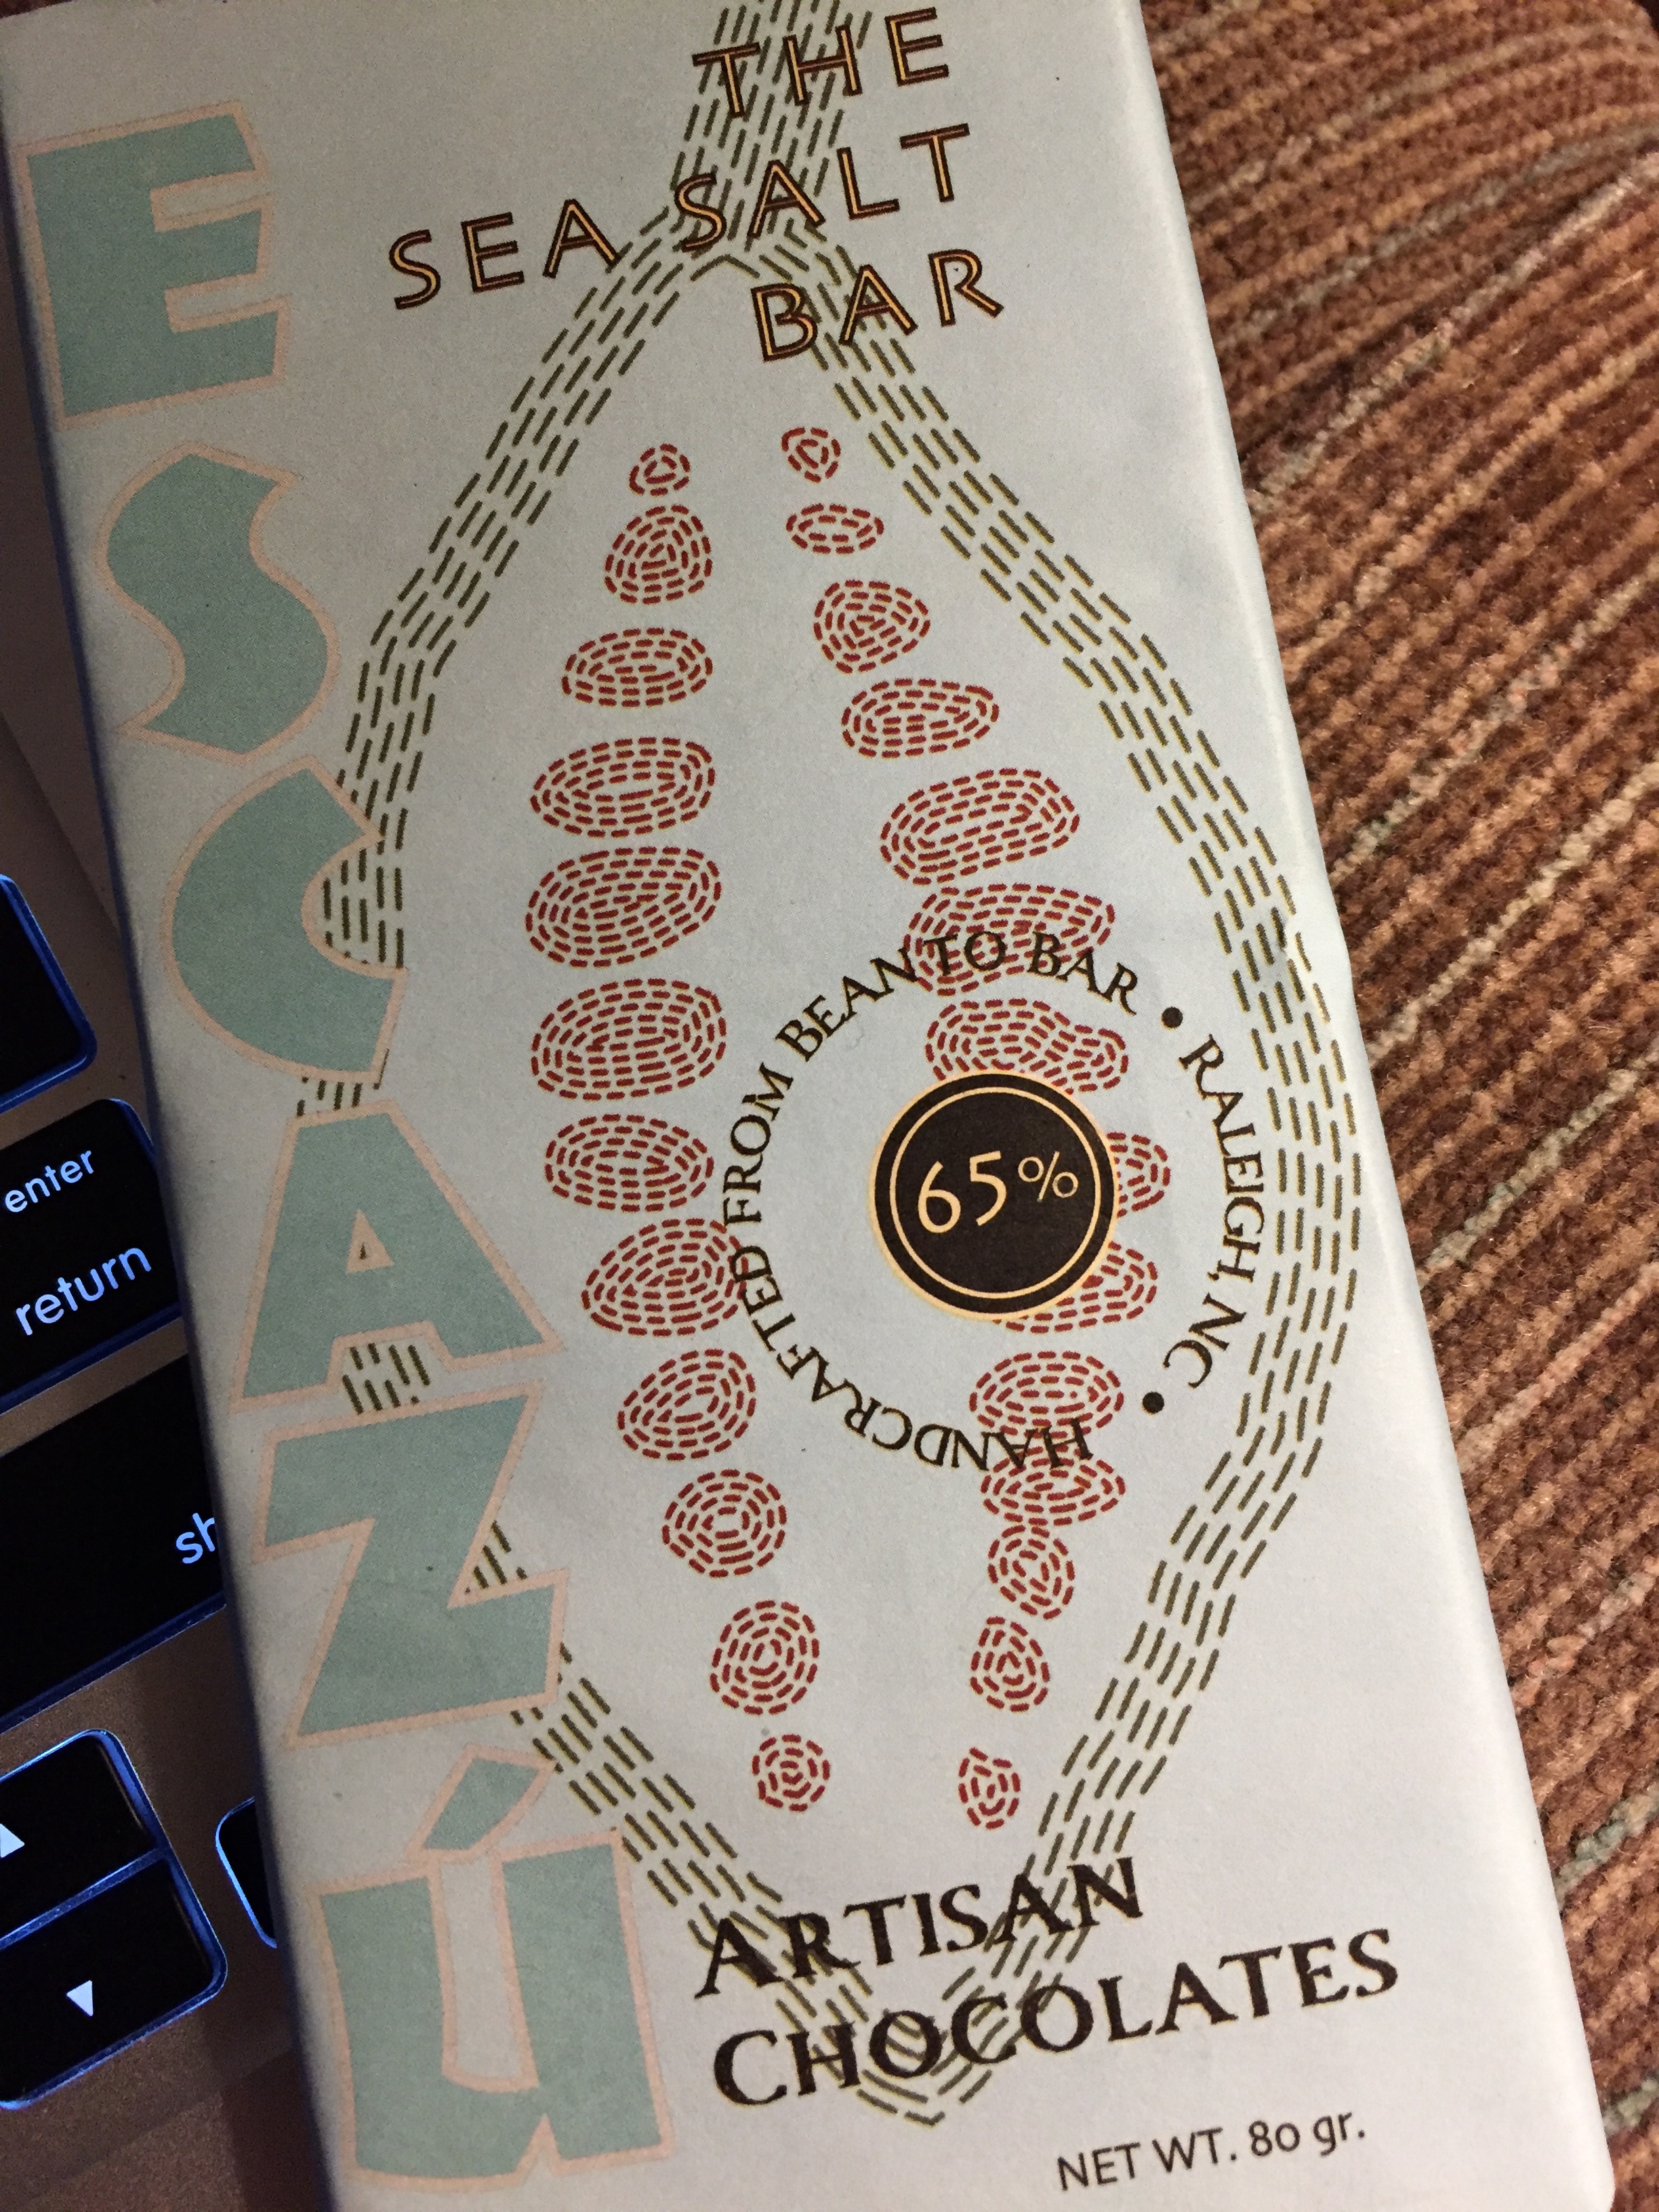 THE
SEA SALT
BAR
ESCAZÚ
HANDCRAFTED FROM BEAN TO BAR • RALEIGH, NC •
65%
ARTISAN
CHOCOLATES
NET WT. 80 gr.
enter
return
sh